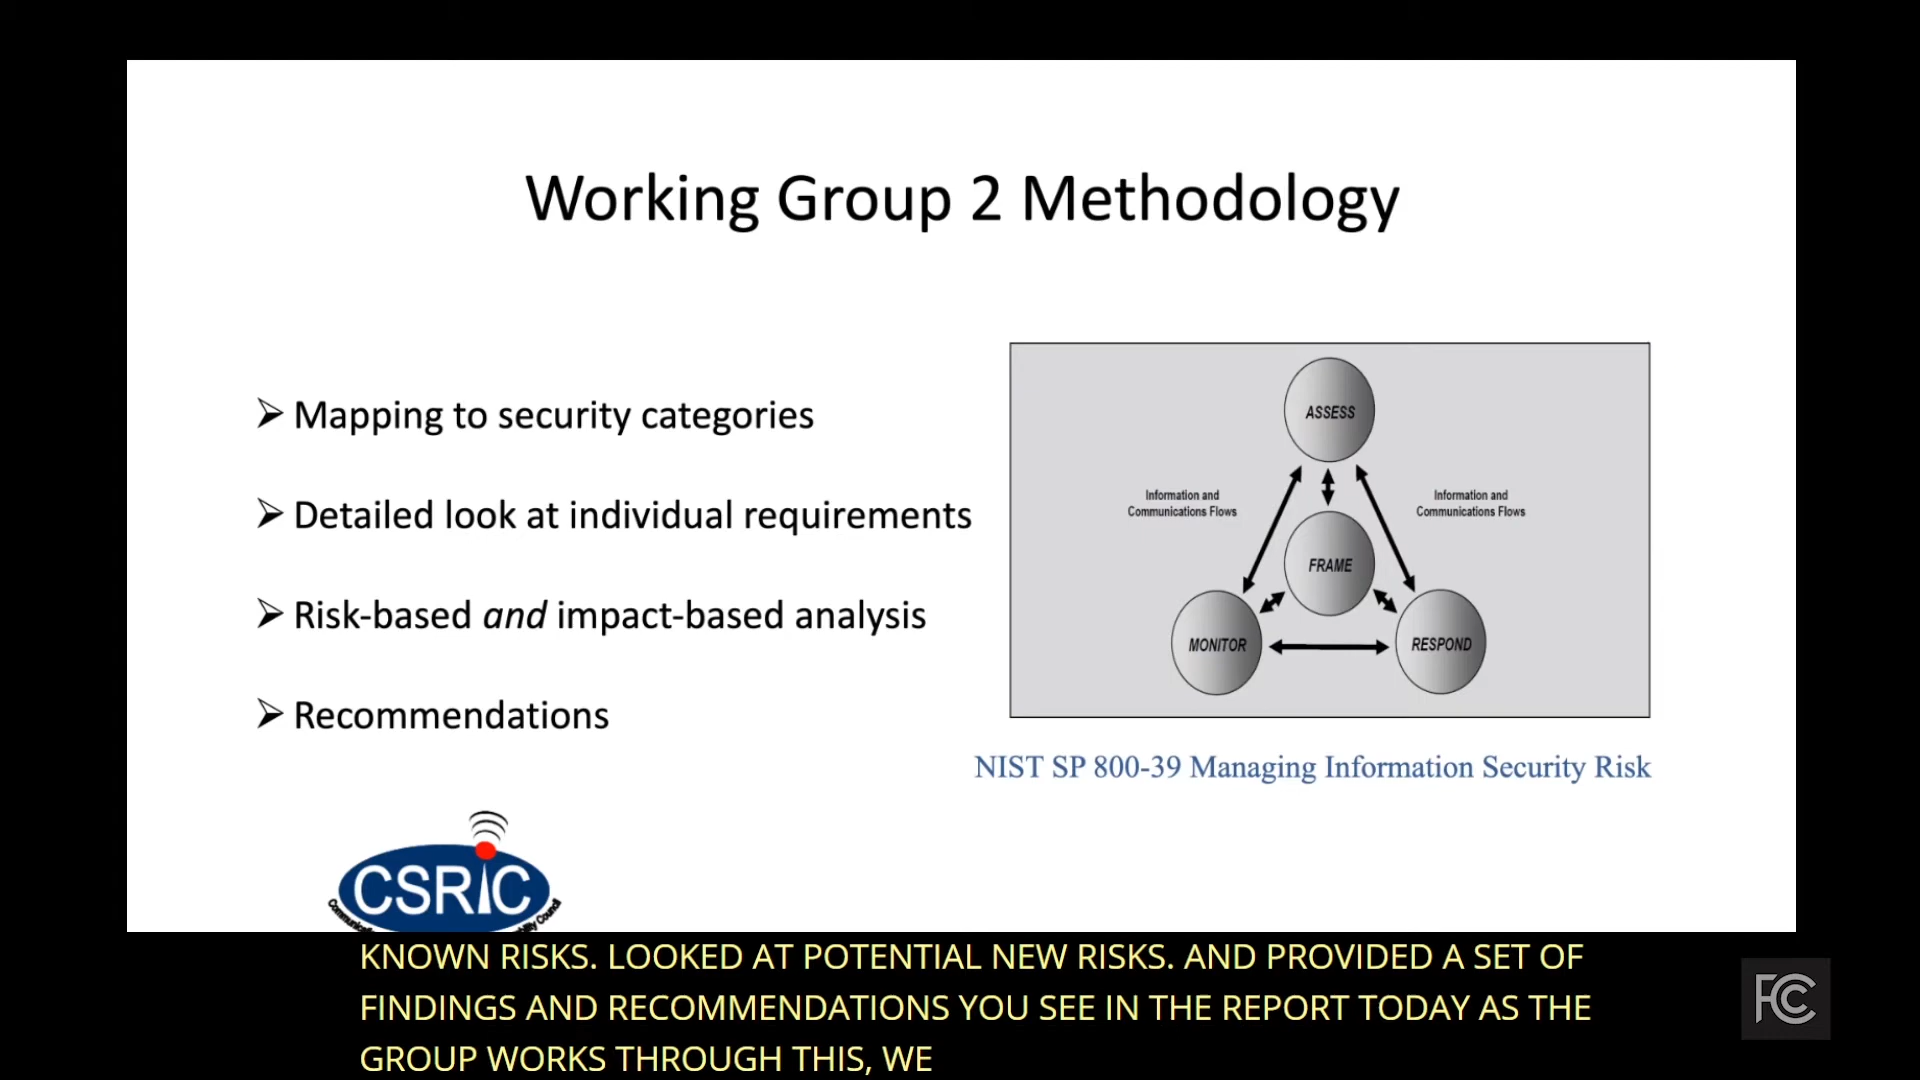 Working Group 2 Methodology
➢ Mapping to security categories
➢ Detailed look at individual requirements
➢ Risk-based and impact-based analysis
➢ Recommendations
ASSESS
Information and
Communications Flows
Information and
Communications Flows
FRAME
MONITOR
RESPOND
NIST SP 800-39 Managing Information Security Risk
CSRIC
KNOWN RISKS. LOOKED AT POTENTIAL NEW RISKS. AND PROVIDED A SET OF
FINDINGS AND RECOMMENDATIONS YOU SEE IN THE REPORT TODAY AS THE
GROUP WORKS THROUGH THIS, WE
FCC